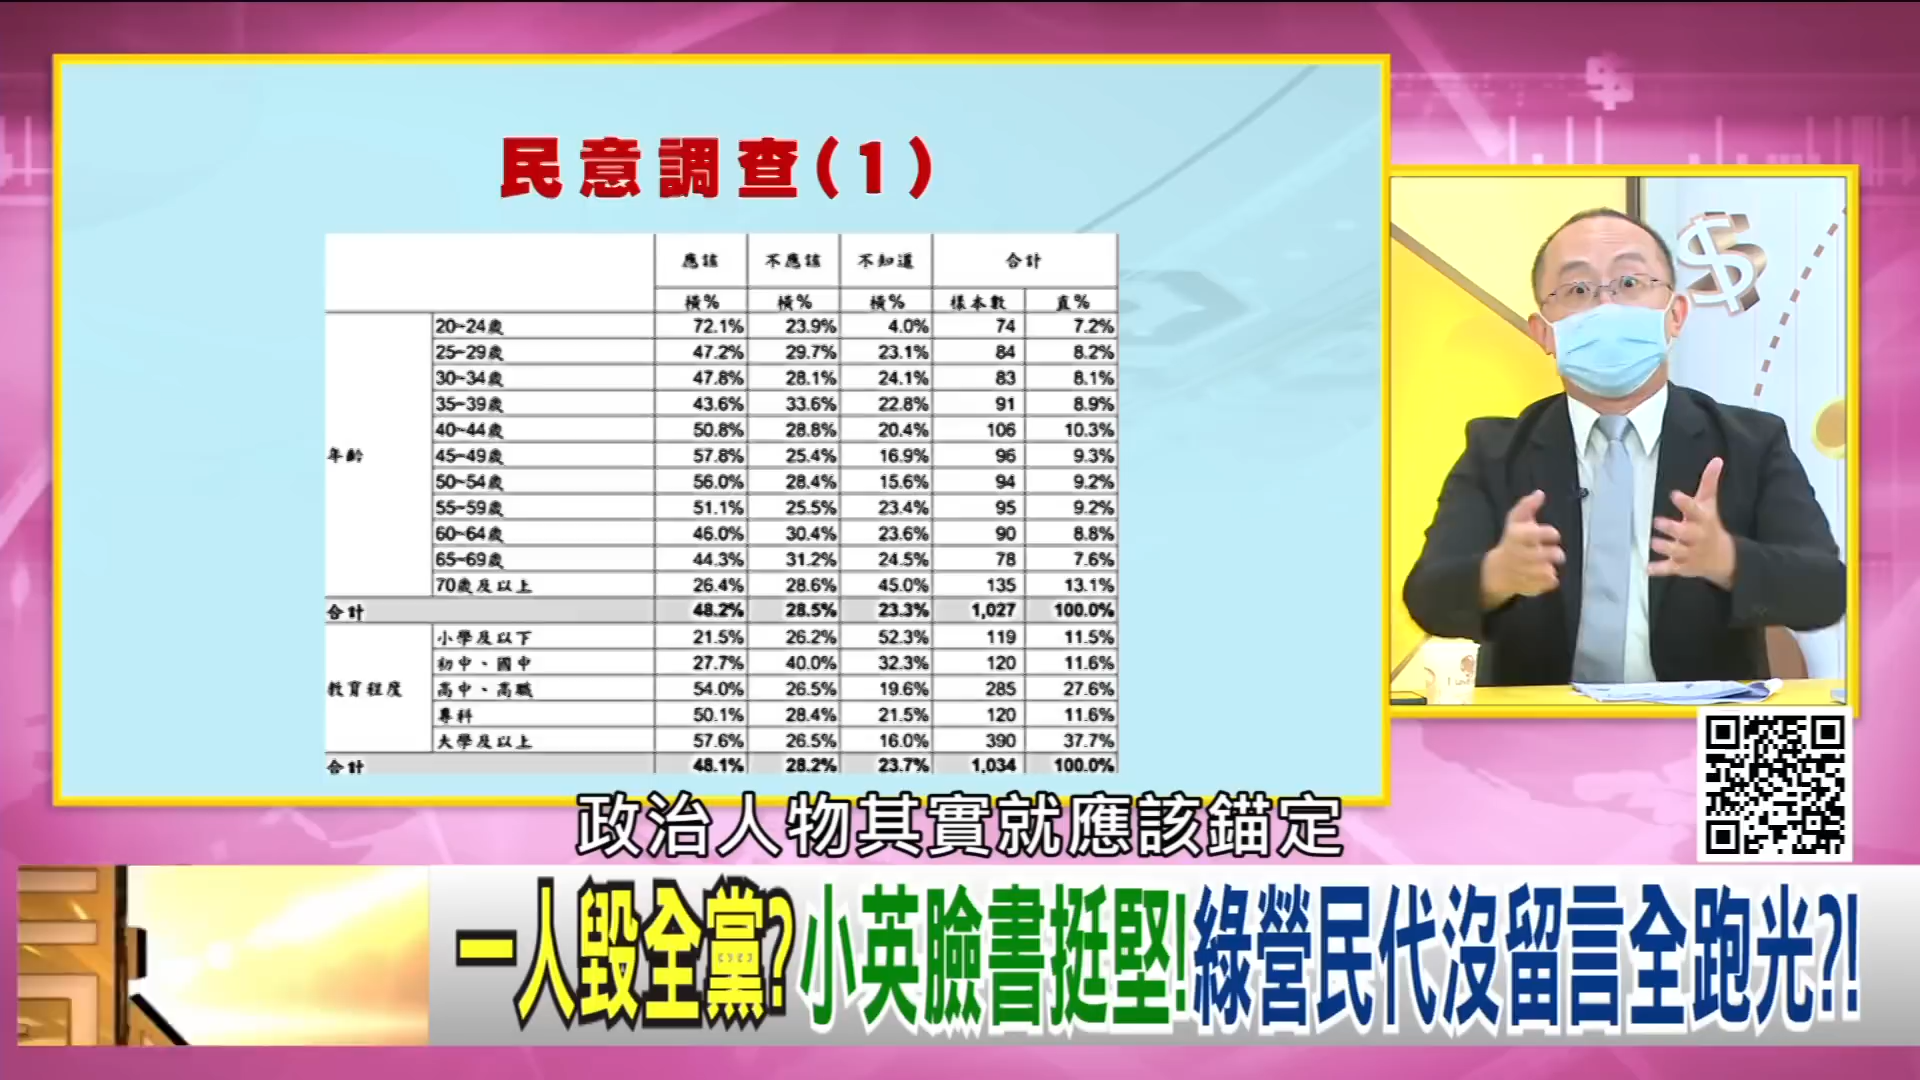 民意調查(1)
應該 不應該 不知道 合計
橫% 橫% 橫% 樣本數 直%
年齡
20~24歲 72.1% 23.9% 4.0% 74 7.2%
25~29歲 47.2% 29.7% 23.1% 84 8.2%
30~34歲 47.8% 28.1% 24.1% 83 8.1%
35~39歲 43.6% 33.6% 22.8% 91 8.9%
40~44歲 50.8% 28.8% 20.4% 106 10.3%
45~49歲 57.8% 25.4% 16.9% 96 9.3%
50~54歲 56.0% 28.4% 15.6% 94 9.2%
55~59歲 51.1% 25.5% 23.4% 95 9.2%
60~64歲 46.0% 30.4% 23.6% 90 8.8%
65~69歲 44.3% 31.2% 24.5% 78 7.6%
70歲及以上 26.4% 28.6% 45.0% 135 13.1%
合計 48.2% 28.5% 23.3% 1,027 100.0%
教育程度
小學及以下 21.5% 26.2% 52.3% 119 11.5%
初中、國中 27.7% 40.0% 32.3% 120 11.6%
高中、高職 54.0% 26.5% 19.6% 285 27.6%
專科 50.1% 28.4% 21.5% 120 11.6%
大學及以上 57.6% 26.5% 16.0% 390 37.7%
合計 48.1% 28.2% 23.7% 1,034 100.0%
政治人物其實就應該錨定
一人毀全黨?小英臉書挺堅!綠營民代沒留言全跑光?!